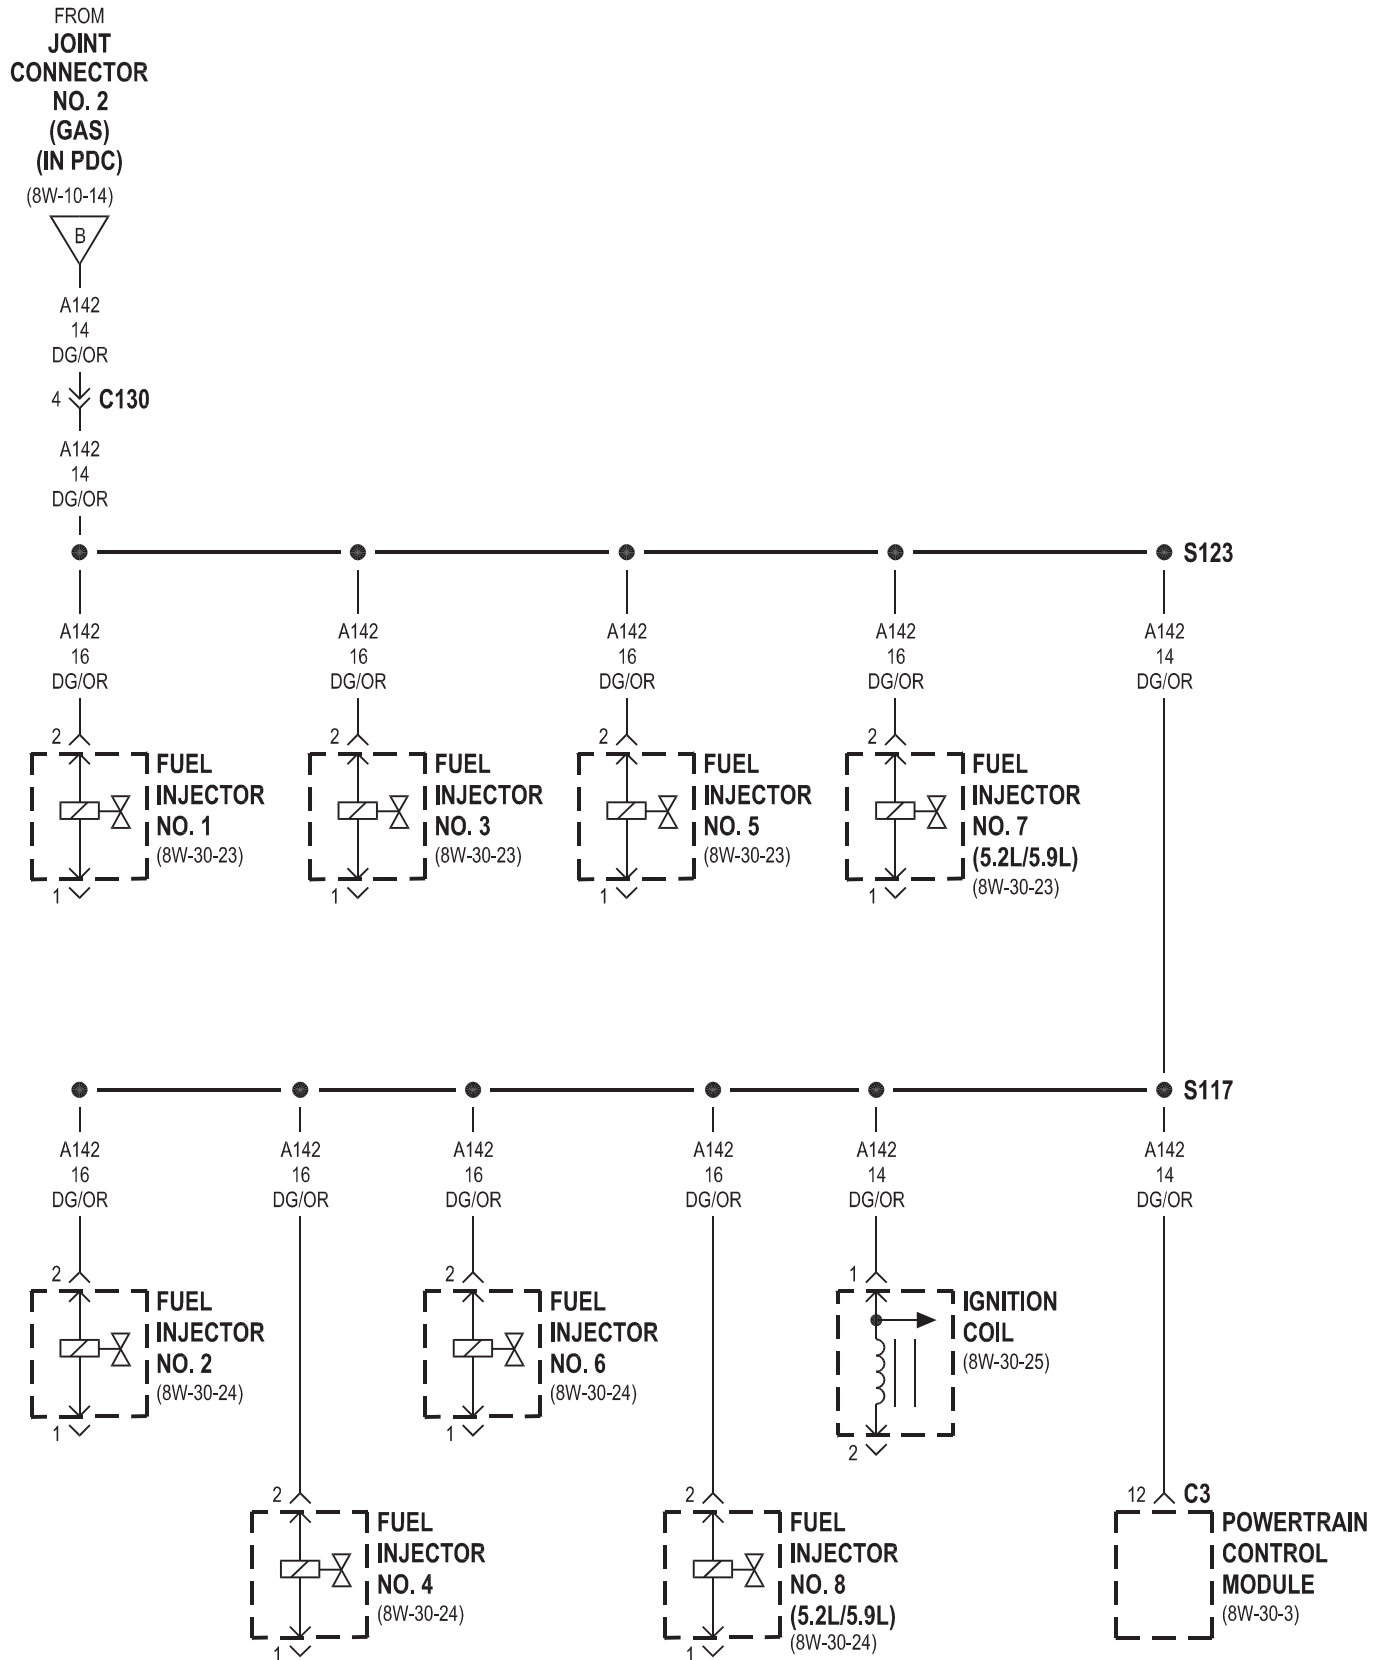 FROM
JOINT
CONNECTOR
NO. 2
(GAS)
(IN PDC)
(8W-10-14)
B
A142
14
DG/OR
4 C130
A142
14
DG/OR
S123
A142 A142 A142 A142 A142
16 16 16 16 14
DG/OR DG/OR DG/OR DG/OR DG/OR
2
FUEL
INJECTOR
NO. 1
(8W-30-23)
1
2
FUEL
INJECTOR
NO. 3
(8W-30-23)
1
2
FUEL
INJECTOR
NO. 5
(8W-30-23)
1
2
FUEL
INJECTOR
NO. 7
(5.2L/5.9L)
(8W-30-23)
1
S117
A142 A142 A142 A142 A142 A142
16 16 16 16 14 14
DG/OR DG/OR DG/OR DG/OR DG/OR DG/OR
2
FUEL
INJECTOR
NO. 2
(8W-30-24)
1
2
FUEL
INJECTOR
NO. 6
(8W-30-24)
1
1
IGNITION
COIL
(8W-30-25)
2
2
FUEL
INJECTOR
NO. 4
(8W-30-24)
1
2
FUEL
INJECTOR
NO. 8
(5.2L/5.9L)
(8W-30-24)
1
12 C3
POWERTRAIN
CONTROL
MODULE
(8W-30-3)